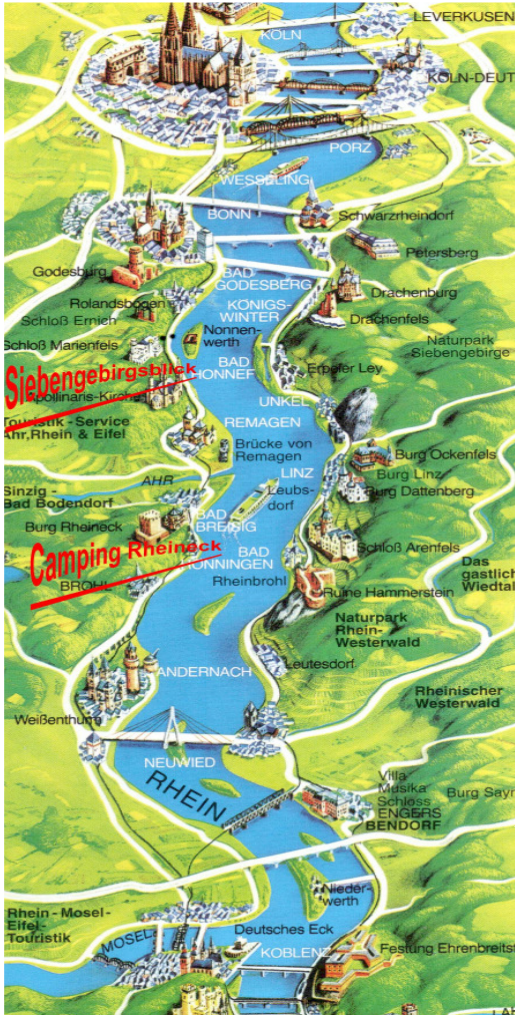 LEVERKUSEN
KÖLN
KÖLN-DEUT
PORZ
WESSELING
BONN
Schwarzrheindorf
Petersberg
Godesburg
BAD
GODESBERG
Drachenburg
Rolandsbogen
KÖNIGS-
WINTER
Schloß Ernich
Drachenfels
Nonnen-
werth
Naturpark
Siebengebirge
Schloß Marienfels
BAD
HONNEF
Erpeler Ley
Siebengebirgsblick
Apollinaris-Kirche
UNKEL
Touristik - Service
Ahr, Rhein & Eifel
REMAGEN
Brücke von
Remagen
Burg Ockenfels
LINZ
Burg Linz
AHR
Leubs-
dorf
Burg Dattenberg
Sinzig -
Bad Bodendorf
BAD
BREISIG
Burg Rheineck
Schloß Arenfels
Camping Rheineck
BAD
HÖNNINGEN
Das
gastlich
Wiedtal
BROHL
Rheinbrohl
Ruine Hammerstein
Naturpark
Rhein-
Westerwald
ANDERNACH
Leutesdorf
Rheinischer
Westerwald
Weißenthurm
NEUWIED
RHEIN
Villa
Musika
Schloss
ENGERS
BENDORF
Burg Sayn
Nieder-
werth
Rhein - Mosel -
Eifel -
Touristik
Deutsches Eck
MOSEL
KOBLENZ
Festung Ehrenbreitst